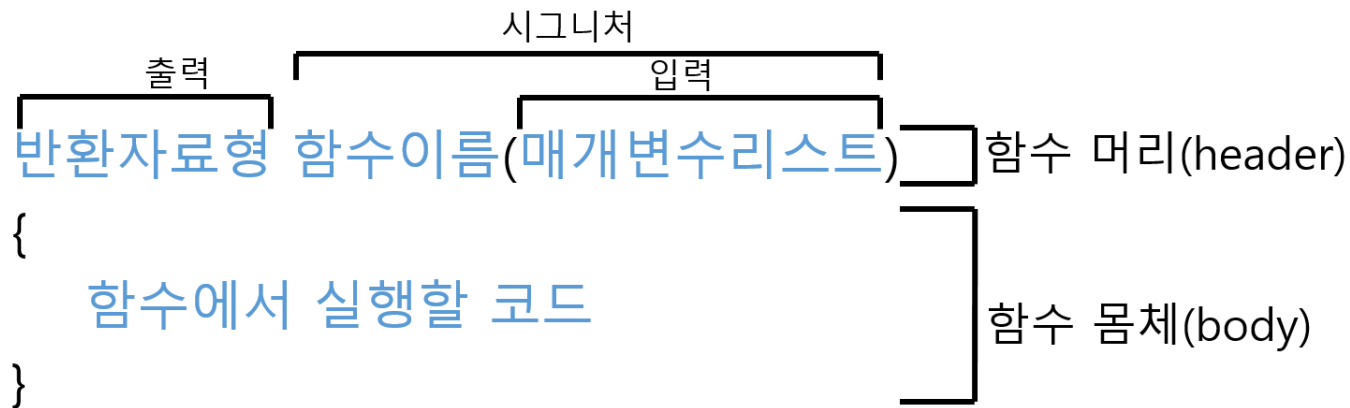 시그니쳐
출력 입력
반환자료형 함수이름(매개변수리스트) 함수 머리(header)
{
함수에서 실행할 코드
함수 몸체(body)
}